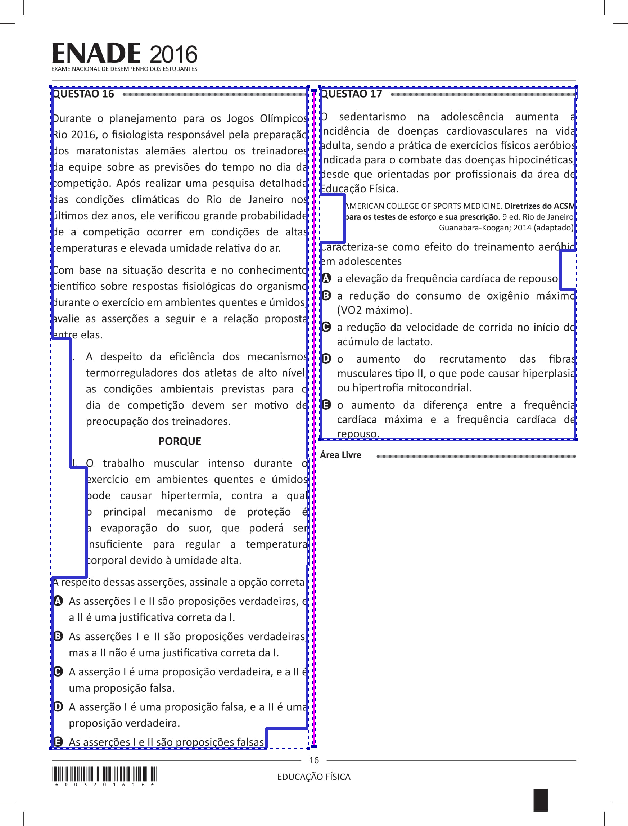 ENADE 2016
EXAME NACIONAL DE DESEMPENHO DOS ESTUDANTES
QUESTÃO 16
Durante o planejamento para os Jogos Olímpicos
Rio 2016, o fisiologista responsável pela preparação
dos maratonistas alemães alertou os treinadores
da equipe sobre as previsões do tempo no dia da
competição. Após realizar uma pesquisa detalhada
das condições climáticas do Rio de Janeiro nos
últimos dez anos, ele verificou grande probabilidade
de a competição ocorrer em condições de altas
temperaturas e elevada umidade relativa do ar.
Com base na situação descrita e no conhecimento
científico sobre respostas fisiológicas do organismo
durante o exercício em ambientes quentes e úmidos,
avalie as asserções a seguir e a relação proposta
entre elas.
I. A despeito da eficiência dos mecanismos
termorreguladores dos atletas de alto nível,
as condições ambientais previstas para o
dia de competição devem ser motivo de
preocupação dos treinadores.
PORQUE
II. O trabalho muscular intenso durante o
exercício em ambientes quentes e úmidos
pode causar hipertermia, contra a qual
o principal mecanismo de proteção é
a evaporação do suor, que poderá ser
insuficiente para regular a temperatura
corporal devido à umidade alta.
A respeito dessas asserções, assinale a opção correta.
A As asserções I e II são proposições verdadeiras, e
a II é uma justificativa correta da I.
B As asserções I e II são proposições verdadeiras,
mas a II não é uma justificativa correta da I.
C A asserção I é uma proposição verdadeira, e a II é
uma proposição falsa.
D A asserção I é uma proposição falsa, e a II é uma
proposição verdadeira.
E As asserções I e II são proposições falsas.
QUESTÃO 17
O sedentarismo na adolescência aumenta a
incidência de doenças cardiovasculares na vida
adulta, sendo a prática de exercícios físicos aeróbios
indicada para o combate das doenças hipocinéticas,
desde que orientadas por profissionais da área de
Educação Física.
AMERICAN COLLEGE OF SPORTS MEDICINE. Diretrizes do ACSM
para os testes de esforço e sua prescrição. 9 ed. Rio de Janeiro:
Guanabara-Koogan; 2014 (adaptado).
Caracteriza-se como efeito do treinamento aeróbio
em adolescentes
A a elevação da frequência cardíaca de repouso.
B a redução do consumo de oxigênio máximo
(VO2 máximo).
C a redução da velocidade de corrida no início do
acúmulo de lactato.
D o aumento do recrutamento das fibras
musculares tipo II, o que pode causar hiperplasia
ou hipertrofia mitocondrial.
E o aumento da diferença entre a frequência
cardíaca máxima e a frequência cardíaca de
repouso.
Área Livre
16
EDUCAÇÃO FÍSICA